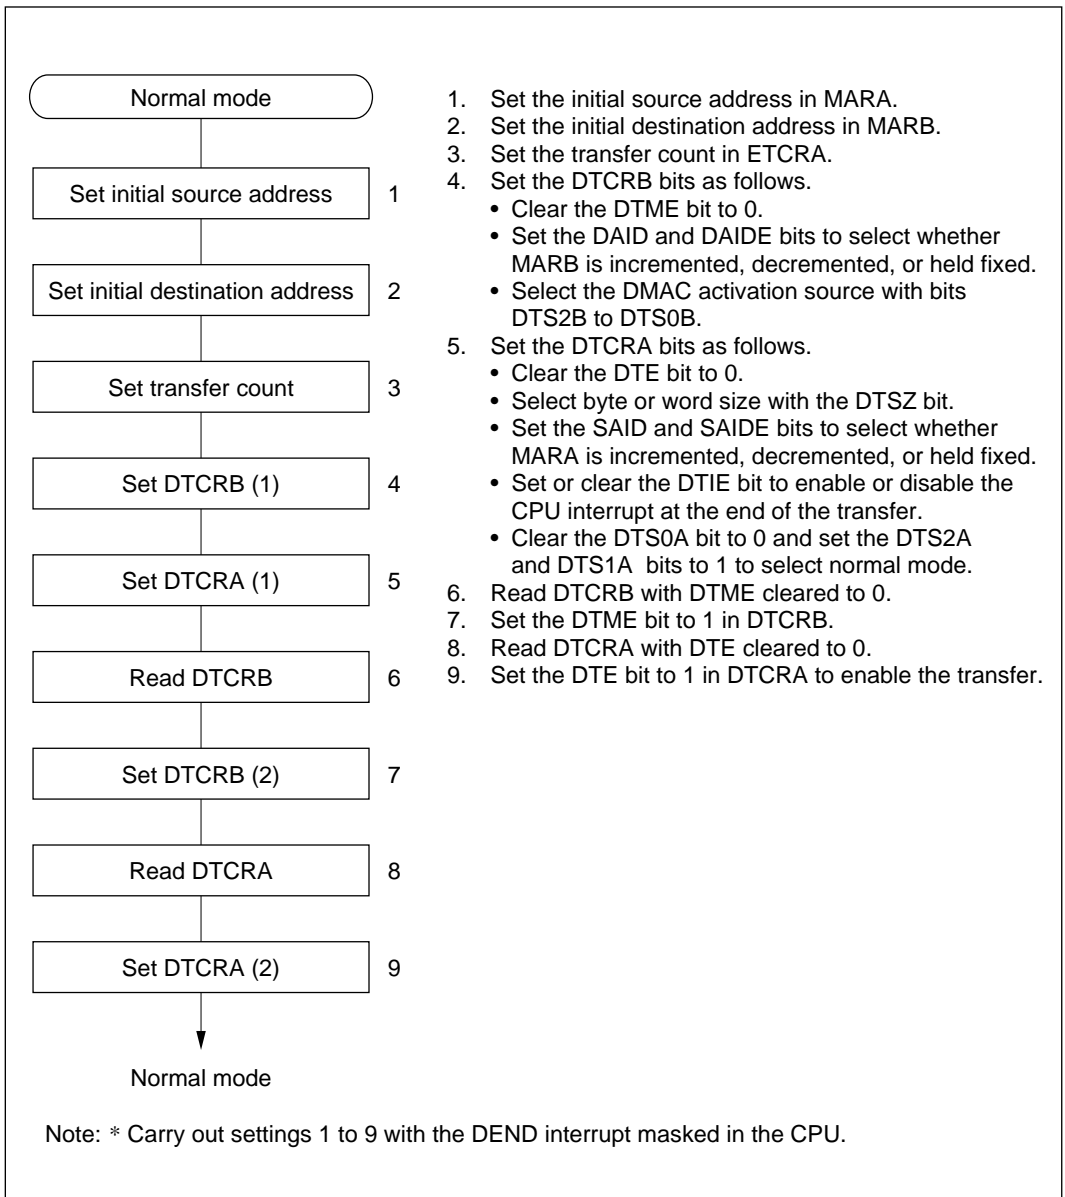 Normal mode
Set initial source address 1
Set initial destination address 2
Set transfer count 3
Set DTCRB (1) 4
Set DTCRA (1) 5
Read DTCRB 6
Set DTCRB (2) 7
Read DTCRA 8
Set DTCRA (2) 9
Normal mode
1. Set the initial source address in MARA.
2. Set the initial destination address in MARB.
3. Set the transfer count in ETCRA.
4. Set the DTCRB bits as follows.
• Clear the DTME bit to 0.
• Set the DAID and DAIDE bits to select whether
MARB is incremented, decremented, or held fixed.
• Select the DMAC activation source with bits
DTS2B to DTS0B.
5. Set the DTCRA bits as follows.
• Clear the DTE bit to 0.
• Select byte or word size with the DTSZ bit.
• Set the SAID and SAIDE bits to select whether
MARA is incremented, decremented, or held fixed.
• Set or clear the DTIE bit to enable or disable the
CPU interrupt at the end of the transfer.
• Clear the DTS0A bit to 0 and set the DTS2A
and DTS1A bits to 1 to select normal mode.
6. Read DTCRB with DTME cleared to 0.
7. Set the DTME bit to 1 in DTCRB.
8. Read DTCRA with DTE cleared to 0.
9. Set the DTE bit to 1 in DTCRA to enable the transfer.
Note: * Carry out settings 1 to 9 with the DEND interrupt masked in the CPU.